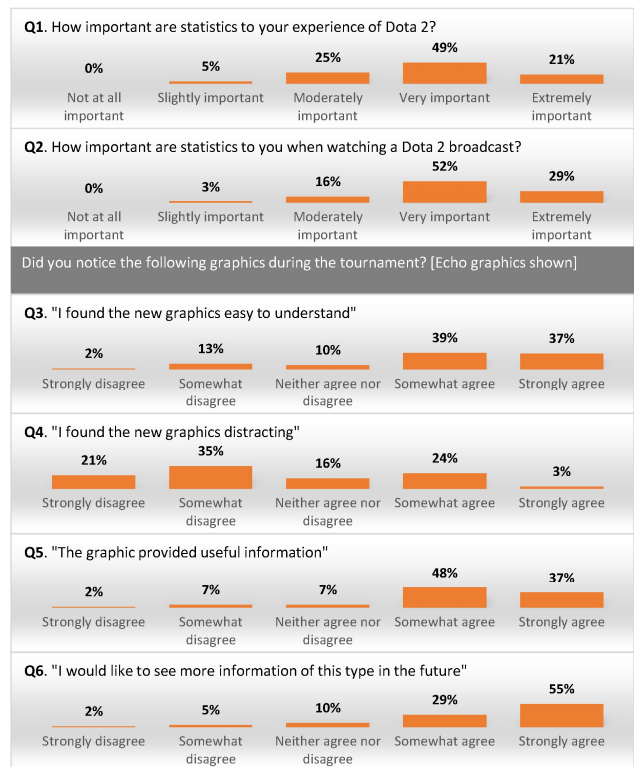 Q1. How important are statistics to your experience of Dota 2?
0% 5% 25% 49% 21%
Not at all Slightly important Moderately Very important Extremely
important important important
Q2. How important are statistics to you when watching a Dota 2 broadcast?
0% 3% 16% 52% 29%
Not at all Slightly important Moderately Very important Extremely
important important important
Did you notice the following graphics during the tournament? [Echo graphics shown]
Q3. "I found the new graphics easy to understand"
2% 13% 10% 39% 37%
Strongly disagree Somewhat Neither agree nor Somewhat agree Strongly agree
disagree disagree
Q4. "I found the new graphics distracting"
21% 35% 16% 24% 3%
Strongly disagree Somewhat Neither agree nor Somewhat agree Strongly agree
disagree disagree
Q5. "The graphic provided useful information"
2% 7% 7% 48% 37%
Strongly disagree Somewhat Neither agree nor Somewhat agree Strongly agree
disagree disagree
Q6. "I would like to see more information of this type in the future"
2% 5% 10% 29% 55%
Strongly disagree Somewhat Neither agree nor Somewhat agree Strongly agree
disagree disagree